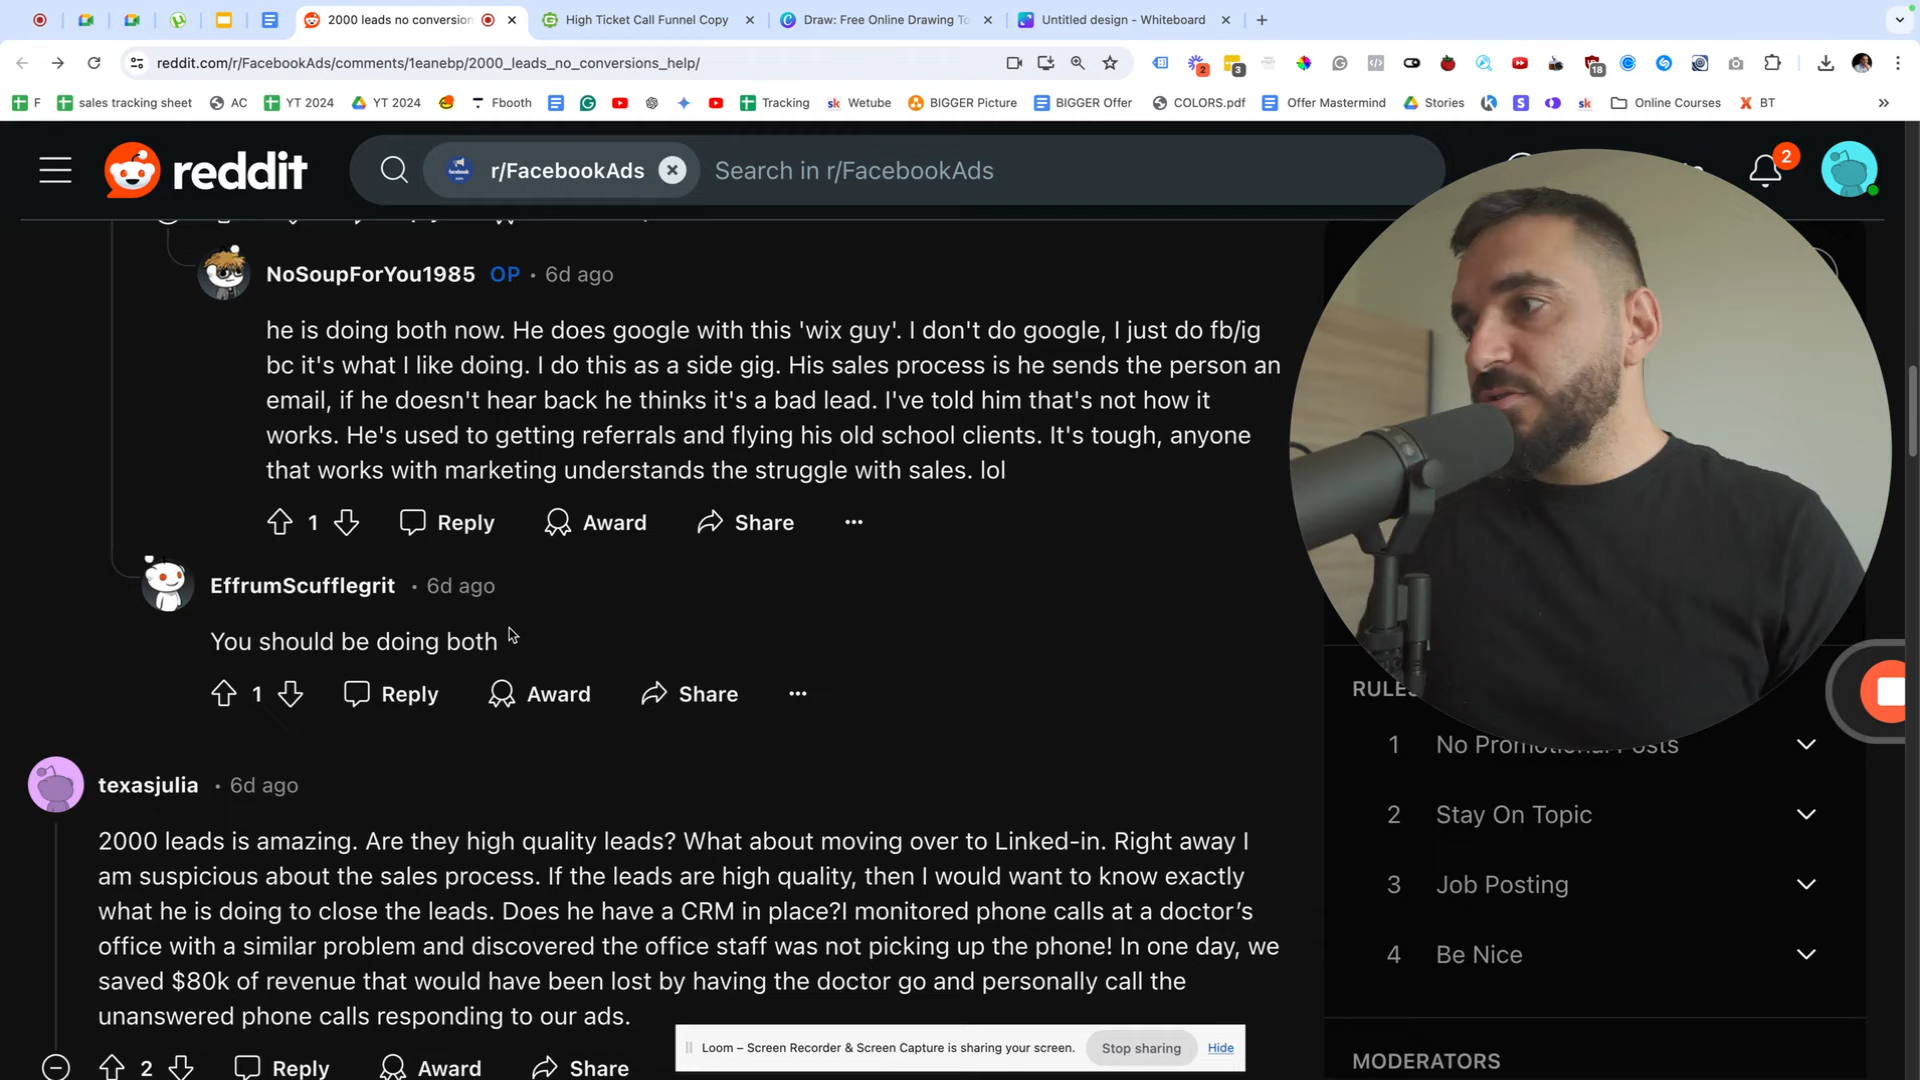 2000 leads no conversion
High Ticket Call Funnel Copy
Draw: Free Online Drawing To
Untitled design - Whiteboard
reddit.com/r/FacebookAds/comments/1eanebp/2000_leads_no_conversions_help/
2
3
18
F
sales tracking sheet
AC
YT 2024
YT 2024
Fbooth
Tracking
Wetube
BIGGER Picture
BIGGER Offer
COLORS.pdf
Offer Mastermind
Stories
Online Courses
BT
reddit
r/FacebookAds
Search in r/FacebookAds
2
NoSoupForYou1985 OP • 6d ago
he is doing both now. He does google with this 'wix guy'. I don't do google, I just do fb/ig
bc it's what I like doing. I do this as a side gig. His sales process is he sends the person an
email, if he doesn't hear back he thinks it's a bad lead. I've told him that's not how it
works. He's used to getting referrals and flying his old school clients. It's tough, anyone
that works with marketing understands the struggle with sales. lol
1 Reply Award Share
EffrumScufflegrit • 6d ago
You should be doing both
1 Reply Award Share
texasjulia • 6d ago
2000 leads is amazing. Are they high quality leads? What about moving over to Linked-in. Right away I
am suspicious about the sales process. If the leads are high quality, then I would want to know exactly
what he is doing to close the leads. Does he have a CRM in place?I monitored phone calls at a doctor's
office with a similar problem and discovered the office staff was not picking up the phone! In one day, we
saved $80k of revenue that would have been lost by having the doctor go and personally call the
unanswered phone calls responding to our ads.
2 Reply Award Share
RULES
1 No Promotional Posts
2 Stay On Topic
3 Job Posting
4 Be Nice
MODERATORS
Loom – Screen Recorder & Screen Capture is sharing your screen.
Stop sharing
Hide